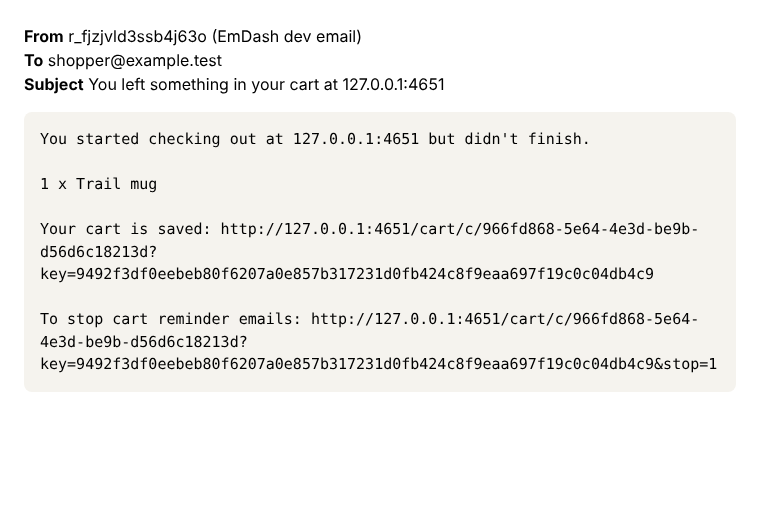 From r_fjzjvld3ssb4j63o (EmDash dev email)
To shopper@example.test
Subject You left something in your cart at 127.0.0.1:4651
You started checking out at 127.0.0.1:4651 but didn't finish.
1 x Trail mug
Your cart is saved: http://127.0.0.1:4651/cart/c/966fd868-5e64-4e3d-be9b-
d56d6c18213d?
key=9492f3df0eebeb80f6207a0e857b317231d0fb424c8f9eaa697f19c0c04db4c9
To stop cart reminder emails: http://127.0.0.1:4651/cart/c/966fd868-5e64-
4e3d-be9b-d56d6c18213d?
key=9492f3df0eebeb80f6207a0e857b317231d0fb424c8f9eaa697f19c0c04db4c9&stop=1